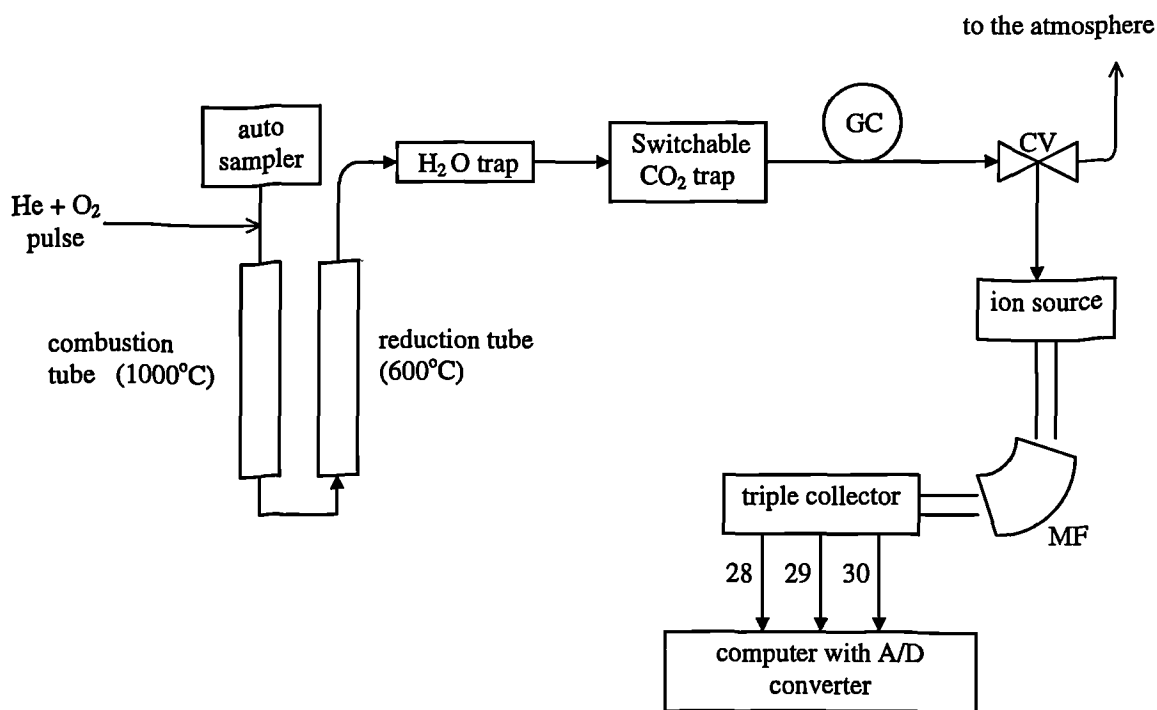 to the atmosphere
auto
sampler
He + O₂
pulse
H₂O trap
Switchable
CO₂ trap
GC
CV
ion source
combustion
tube (1000°C)
reduction tube
(600°C)
triple collector
MF
28 29 30
computer with A/D
converter